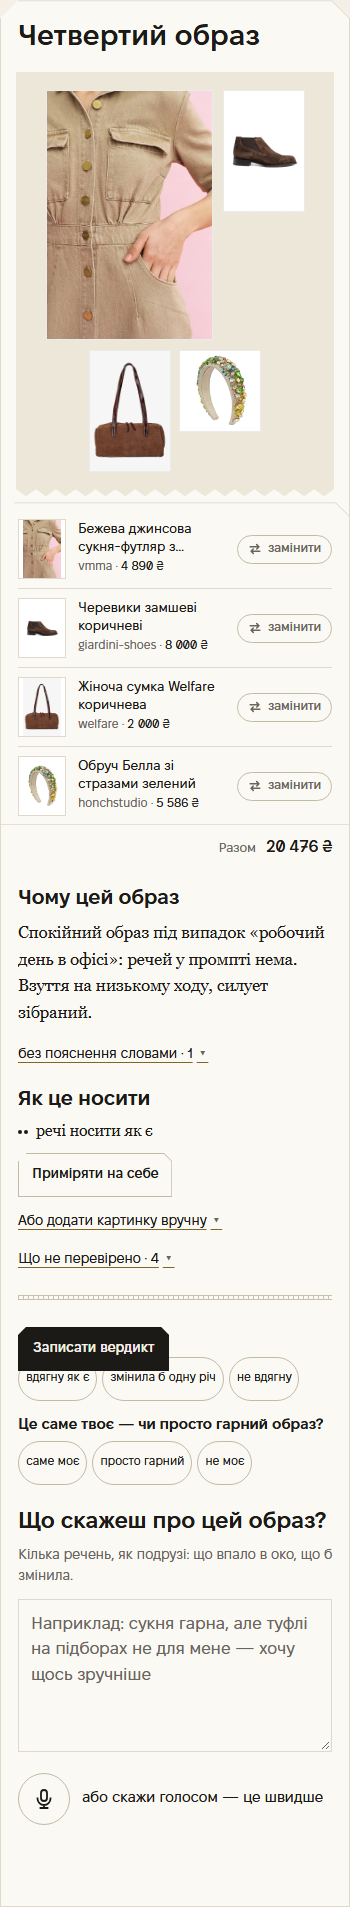 Четвертий образ
Бежева джинсова
сукня-футляр з...
vmma · 4 890 ₴
замінити
Черевики замшеві
коричневі
giardini-shoes · 8 000 ₴
замінити
Жіноча сумка Welfare
коричнева
welfare · 2 000 ₴
замінити
Обруч Белла зі
стразами зелений
honchstudio · 5 586 ₴
замінити
Разом 20 476 ₴
Чому цей образ
Спокійний образ під випадок «робочий
день в офісі»: речей у промпті нема.
Взуття на низькому ходу, силует
зібраний.
без пояснення словами · 1
Як це носити
•• речі носити як є
Приміряти на себе
Або додати картинку вручну
Що не перевірено · 4
Записати вердикт
вдягну як є
змінила б одну річ
не вдягну
Це саме твоє — чи просто гарний образ?
саме моє
просто гарний
не моє
Що скажеш про цей образ?
Кілька речень, як подрузі: що впало в око, що б
змінила.
Наприклад: сукня гарна, але туфлі
на підборах не для мене — хочу
щось зручніше
або скажи голосом — це швидше